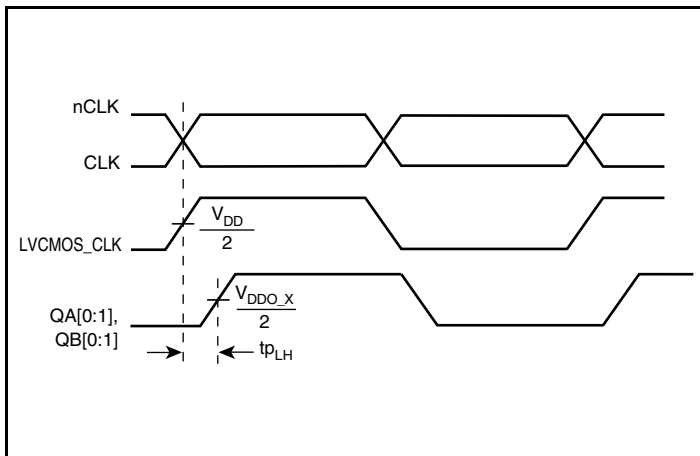 nCLK
CLK
LVCMOS_CLK
V_DD
2
QA[0:1],
QB[0:1]
V_DDO_X
2
tp_LH